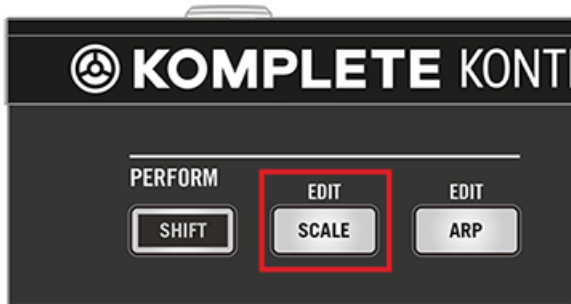 KOMPLETE KONT
PERFORM
EDIT EDIT
SHIFT SCALE ARP